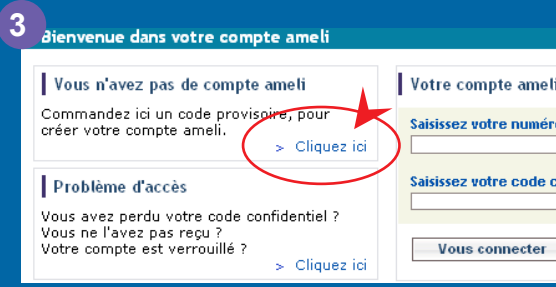 3
Bienvenue dans votre compte ameli
Vous n'avez pas de compte ameli
Commandez ici un code provisoire, pour
créer votre compte ameli.
> Cliquez ici
Problème d'accès
Vous avez perdu votre code confidentiel ?
Vous ne l'avez pas reçu ?
Votre compte est verrouillé ?
> Cliquez ici
Votre compte ameli
Saisissez votre numéro
Saisissez votre code c
Vous connecter